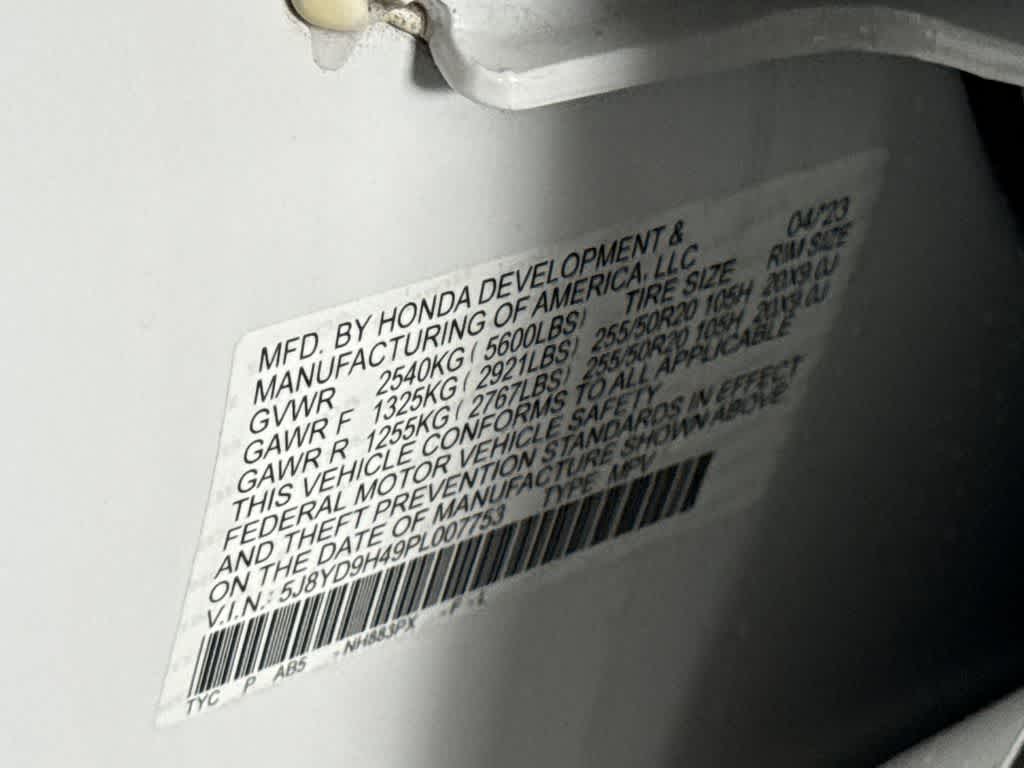 MFD. BY HONDA DEVELOPMENT & 04/'23
MANUFACTURING OF AMERICA, LLC
GVWR 2540KG ( 5600LBS) TIRE SIZE RIM SIZE
GAWR F 1325KG ( 2921LBS) 255/50R20 105H 20X9.0J
GAWR R 1255KG ( 2767LBS) 255/50R20 105H 20X9.0J
THIS VEHICLE CONFORMS TO ALL APPLICABLE
FEDERAL MOTOR VEHICLE SAFETY
AND THEFT PREVENTION STANDARDS IN EFFECT
ON THE DATE OF MANUFACTURE SHOWN ABOVE
V.I.N.: 5J8YD9H49PL007753 TYPE MPV
TYC P AB5 - NH883PX - F - L